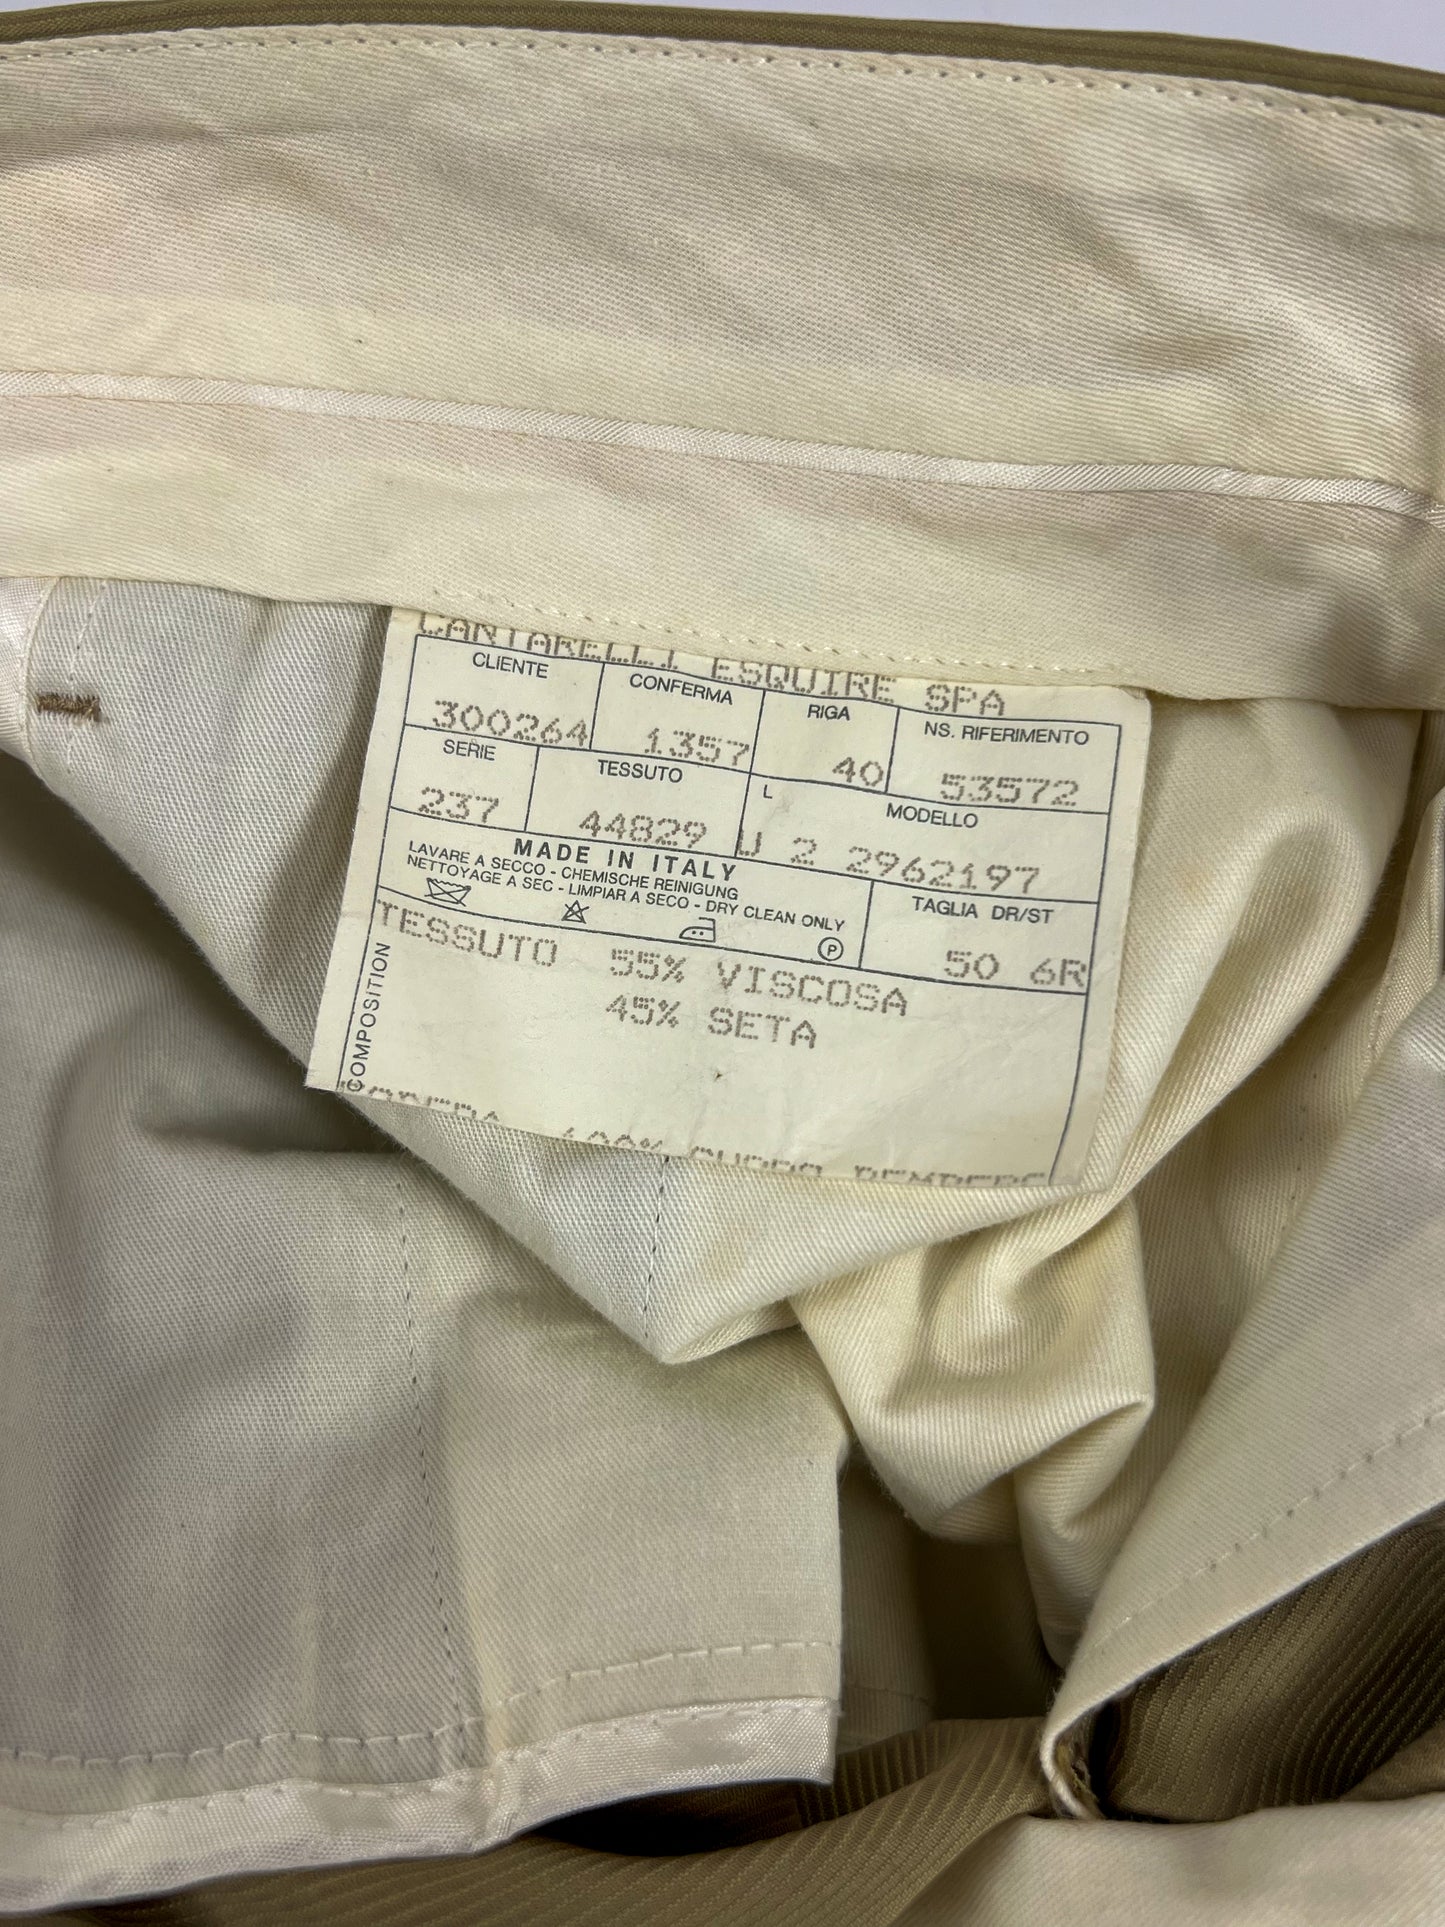 CANTARELLI ESQUIRE SPA
CLIENTE CONFERMA RIGA NS. RIFERIMENTO
300264 1357 40 53572
SERIE TESSUTO L MODELLO
237 44829 U 2 2962197
MADE IN ITALY
LAVARE A SECCO - CHEMISCHE REINIGUNG
NETTOYAGE A SEC - LIMPIAR A SECO - DRY CLEAN ONLY
P
TAGLIA DR/ST
50 6R
COMPOSITION
TESSUTO 55% VISCOSA
45% SETA
100%